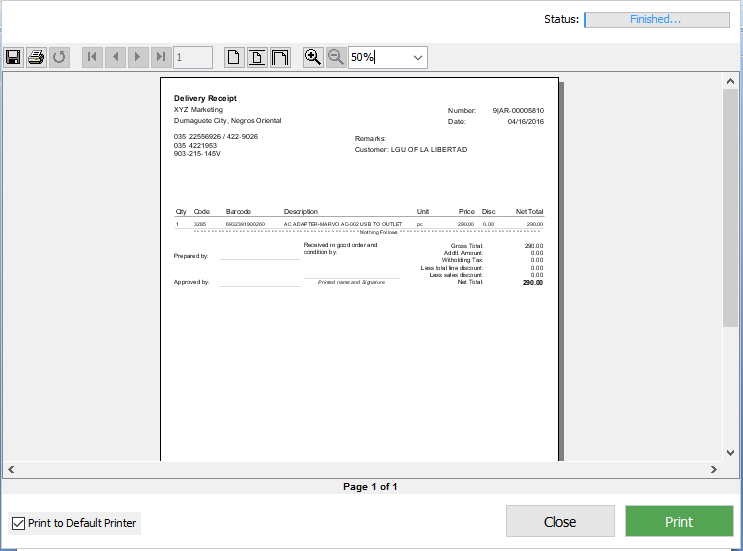 Status: Finished...
1 50%
Delivery Receipt
XYZ Marketing
Number: 9|AR-00005810
Dumaguete City, Negros Oriental
Date: 04/16/2016
035 22556926 / 422-9026
Remarks:
035 4221953
Customer: LGU OF LA LIBERTAD
903-215-145V
Qty Code Barcode Description Unit Price Disc Net Total
1 3285 6932391900260 AC ADAPTER-MARVO AC-002 USB TO OUTLET pc 290.00 0.00 290.00
Nothing Follows
Received in good order and
condition by:
Gross Total: 290.00
Addtl Amount: 0.00
Prepared by:
Witholding Tax: 0.00
Less total line discount: 0.00
Less sales discount: 0.00
Approved by:
Printed name and Signature
Net Total: 290.00
Page 1 of 1
Print to Default Printer
Close
Print